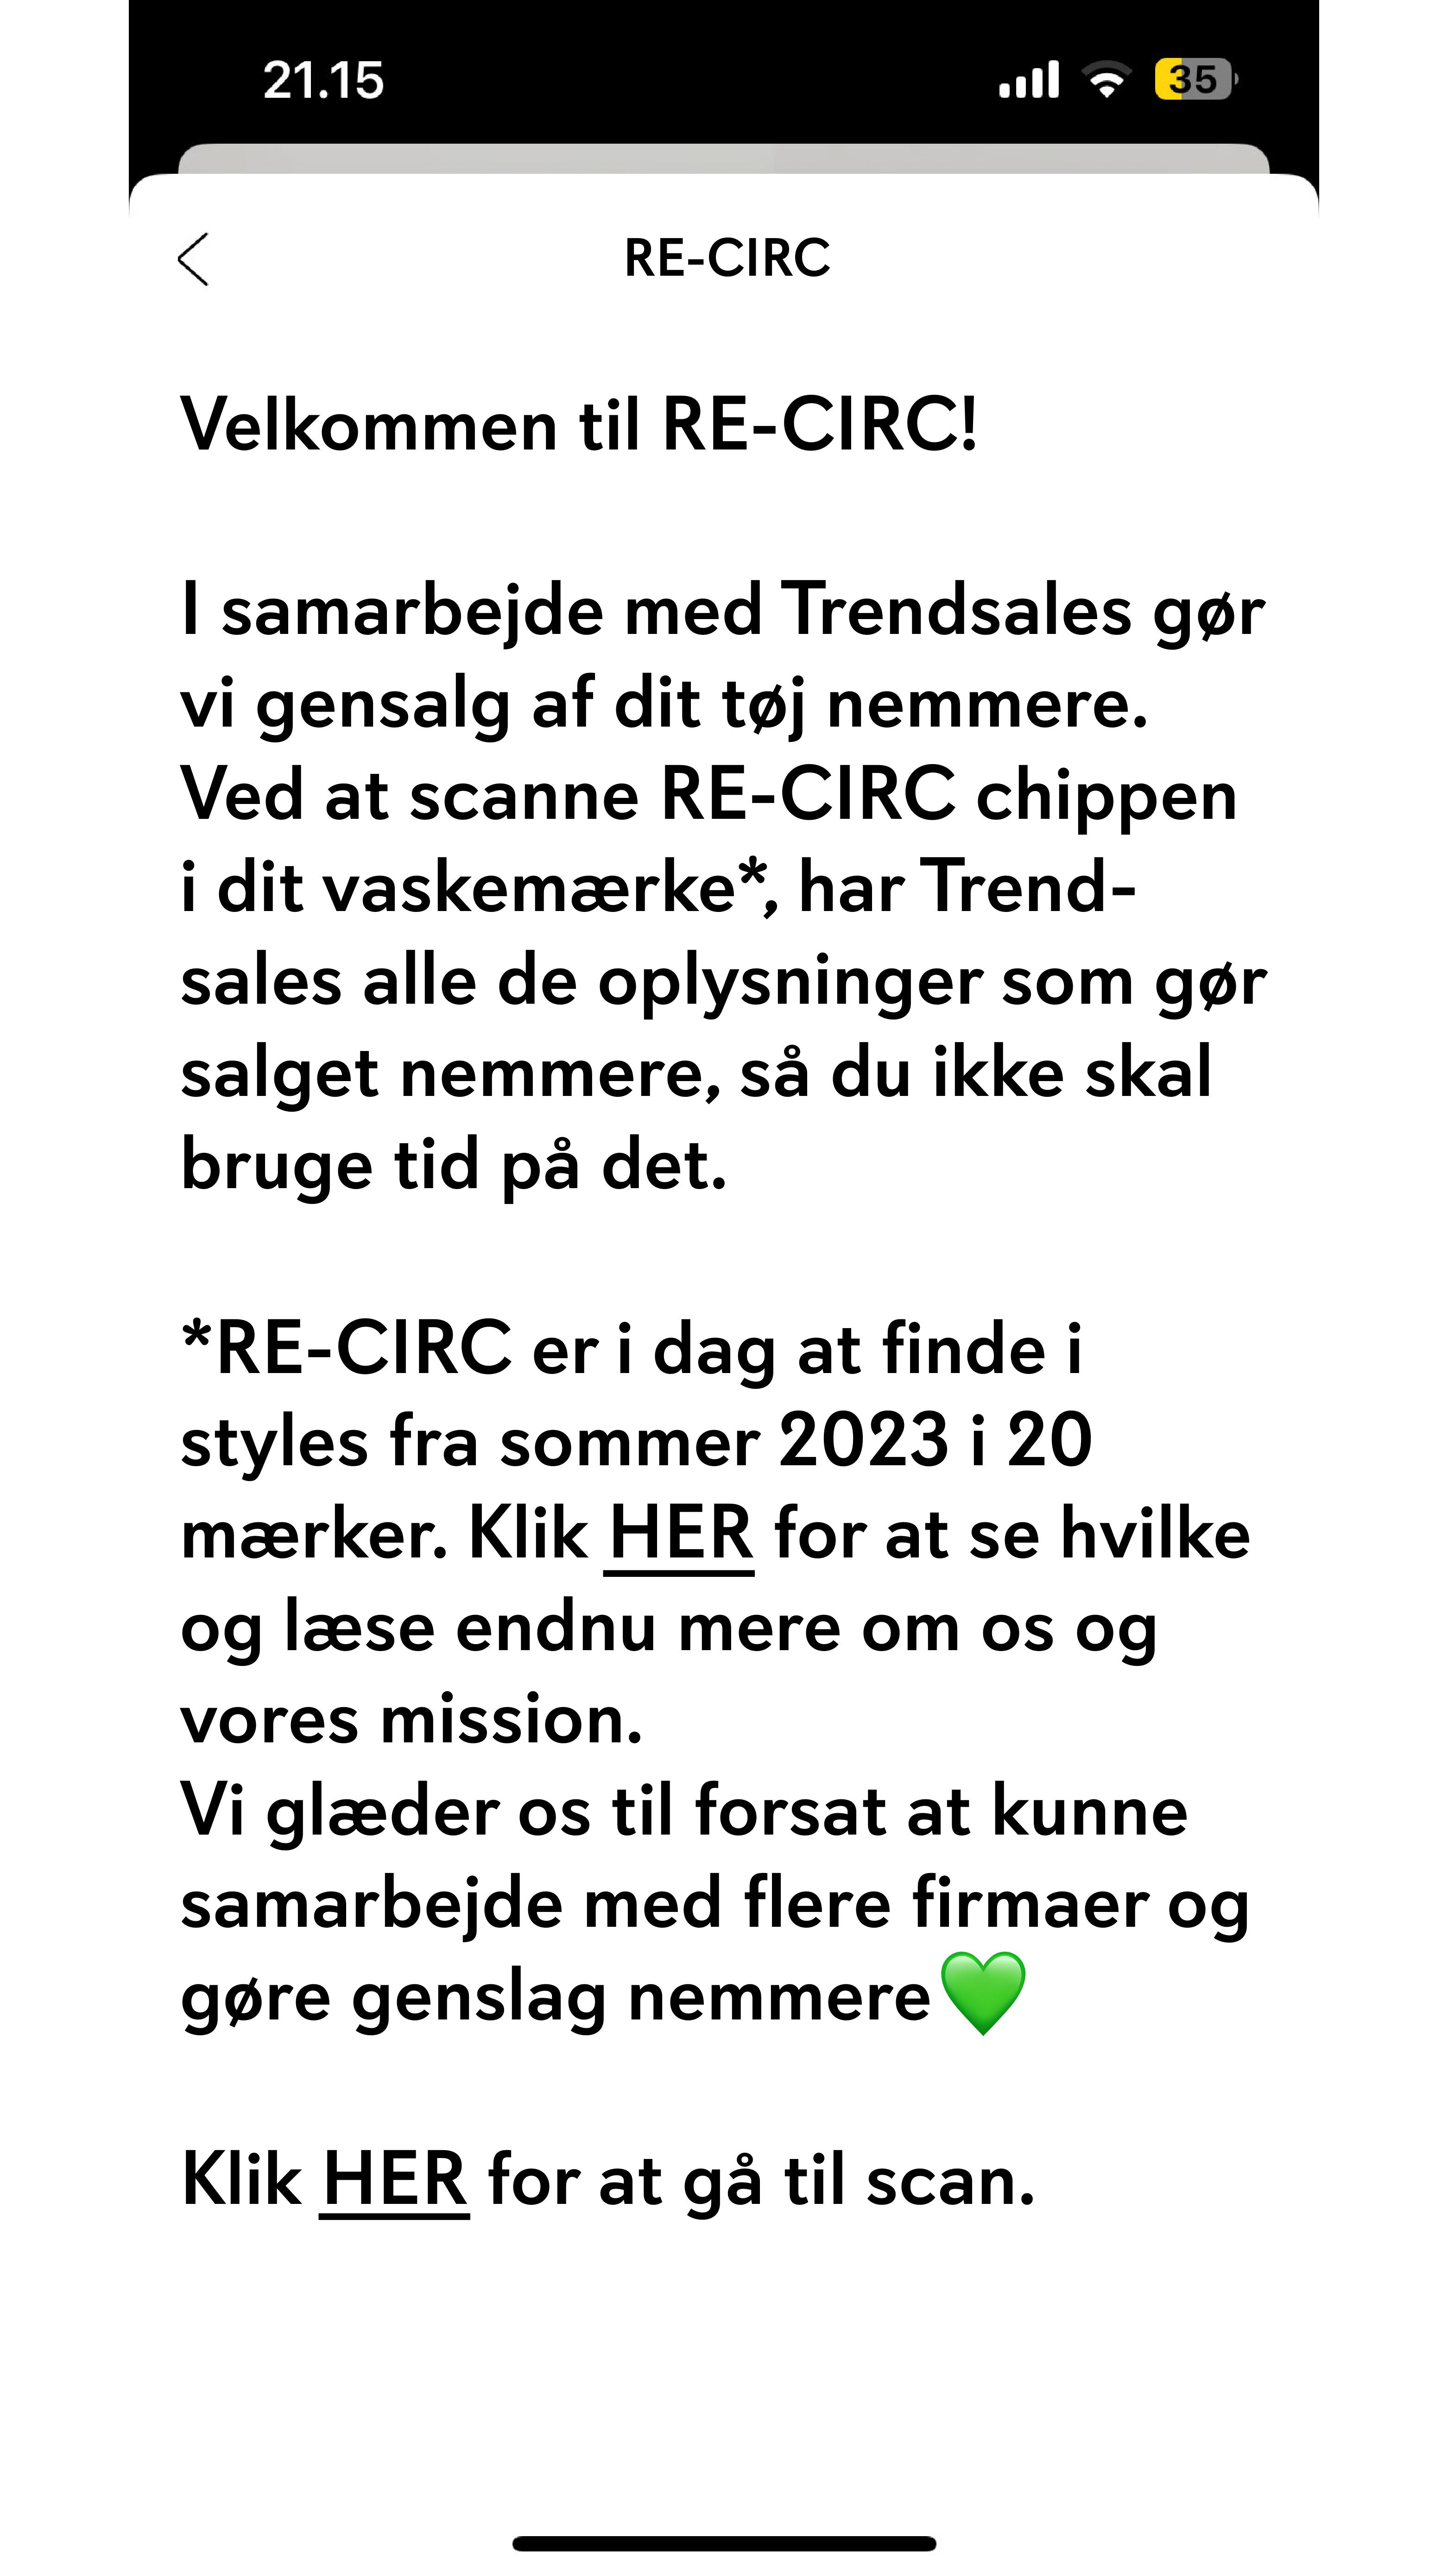 21.15
35
RE-CIRC
Velkommen til RE-CIRC!
I samarbejde med Trendsales gør
vi gensalg af dit tøj nemmere.
Ved at scanne RE-CIRC chippen
i dit vaskemærke*, har Trend-
sales alle de oplysninger som gør
salget nemmere, så du ikke skal
bruge tid på det.
*RE-CIRC er i dag at finde i
styles fra sommer 2023 i 20
mærker. Klik HER for at se hvilke
og læse endnu mere om os og
vores mission.
Vi glæder os til forsat at kunne
samarbejde med flere firmaer og
gøre genslag nemmere💚
Klik HER for at gå til scan.